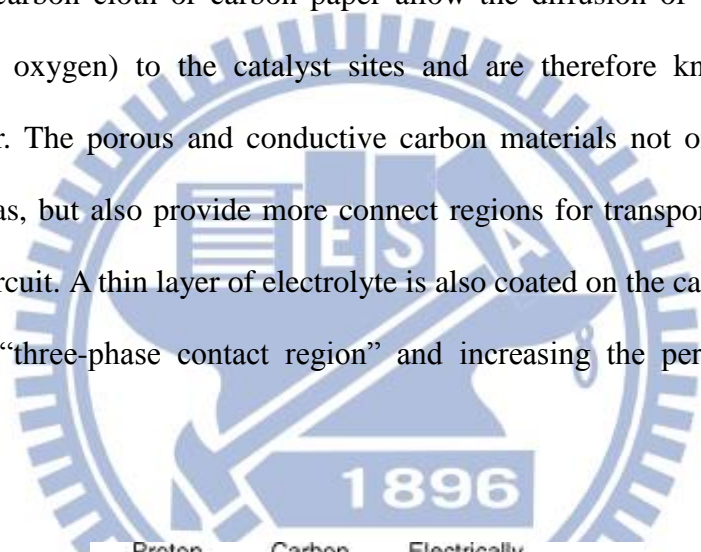 carbon cloth or carbon paper allow the diffusion of
oxygen) to the catalyst sites and are therefore kn
r. The porous and conductive carbon materials not o
as, but also provide more connect regions for transpor
rcuit. A thin layer of electrolyte is also coated on the ca
“three-phase contact region” and increasing the per
E S A
1896
Proton Carbon Electrically